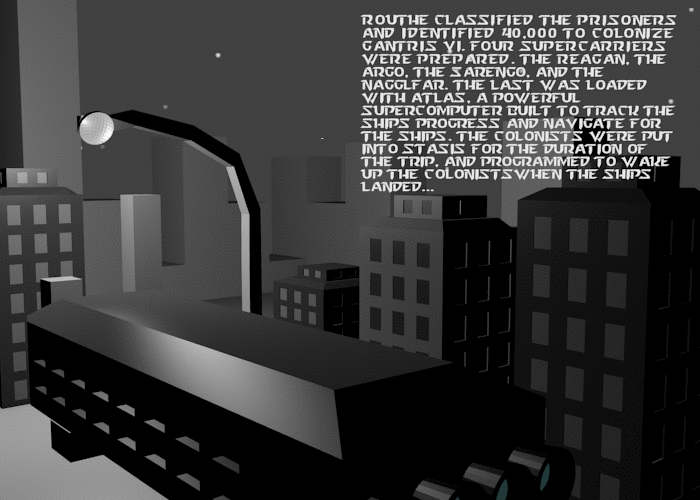 ROUTHE CLASSIFIED THE PRISONERS
AND IDENTIFIED 40,000 TO COLONIZE
GANTRIS VI. FOUR SUPERCARRIERS
WERE PREPARED. THE REAGAN, THE
ARGO, THE SARENGO, AND THE
NAGGLFAR. THE LAST WAS LOADED
WITH ATLAS, A POWERFUL
SUPERCOMPUTER BUILT TO TRACK THE
SHIPS PROGRESS AND NAVIGATE FOR
THE SHIPS. THE COLONISTS WERE PUT
INTO STASIS FOR THE DURATION OF
THE TRIP, AND PROGRAMMED TO WAKE
UP THE COLONISTS WHEN THE SHIPS
LANDED...